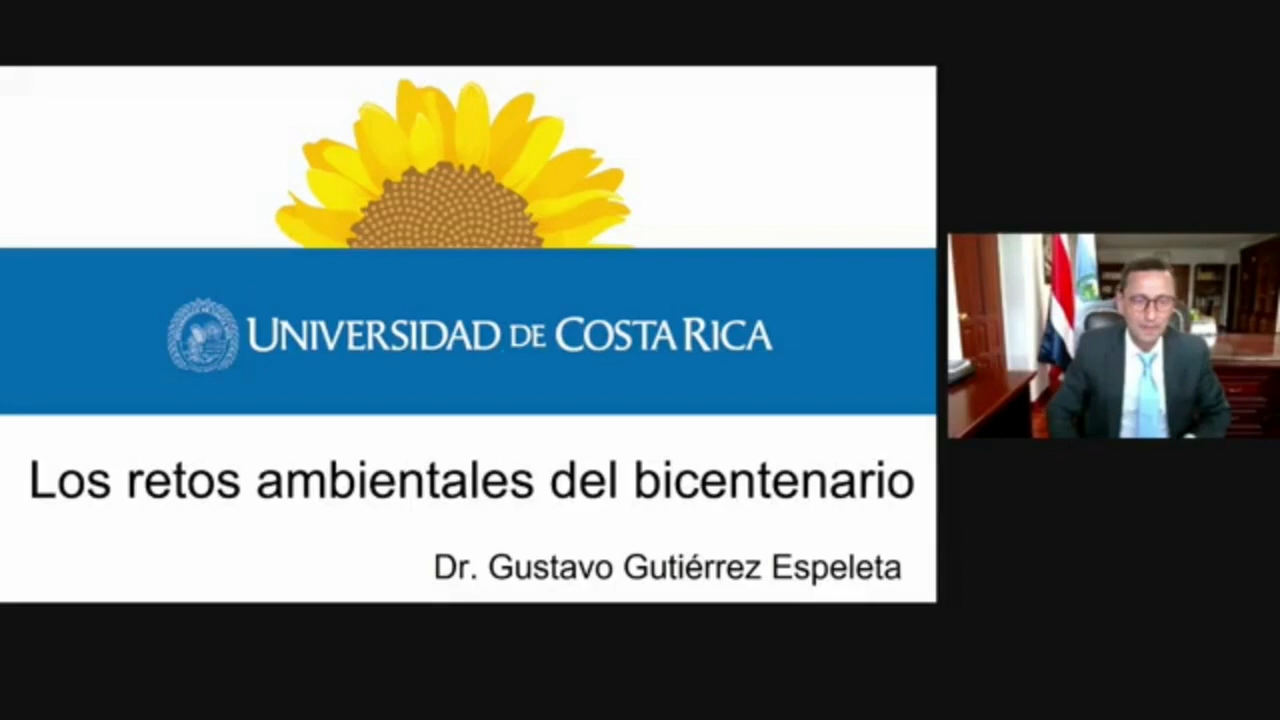 UNIVERSIDAD DE COSTA RICA
Los retos ambientales del bicentenario
Dr. Gustavo Gutiérrez Espeleta